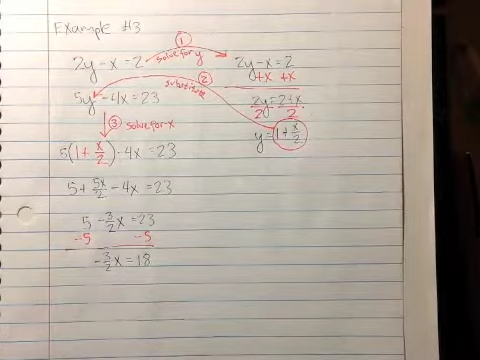 Example #3
①
2y - x = 2 solve for y 2y - x = 2
+x +x
② substitute
5y - 4x = 23
2y = 2 + x
2 2
y = 1 + x/2
③ solve for x
5(1 + x/2) - 4x = 23
5 + 5x/2 - 4x = 23
5 - 3/2 x = 23
-5 -5
-3/2 x = 18